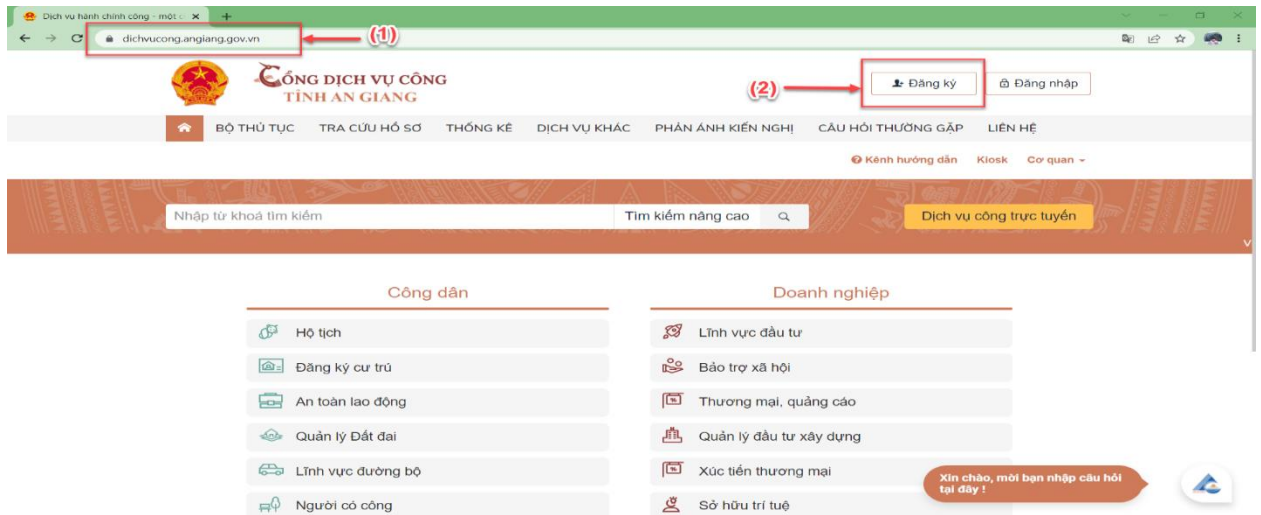 Dịch vụ hành chính công - một c
dichvucong.angiang.gov.vn
(1)
CỔNG DỊCH VỤ CÔNG
TỈNH AN GIANG
(2)
Đăng ký
Đăng nhập
BỘ THỦ TỤC TRA CỨU HỒ SƠ THỐNG KÊ DỊCH VỤ KHÁC PHẢN ÁNH KIẾN NGHỊ CÂU HỎI THƯỜNG GẶP LIÊN HỆ
Kênh hướng dẫn Kiosk Cơ quan
Nhập từ khoá tìm kiếm Tìm kiếm nâng cao Dịch vụ công trực tuyến
V
Công dân
Hộ tịch
Đăng ký cư trú
An toàn lao động
Quản lý Đất đai
Lĩnh vực đường bộ
Người có công
Doanh nghiệp
Lĩnh vực đầu tư
Bảo trợ xã hội
Thương mại, quảng cáo
Quản lý đầu tư xây dựng
Xúc tiến thương mại
Sở hữu trí tuệ
Xin chào, mời bạn nhập câu hỏi
tại đây !